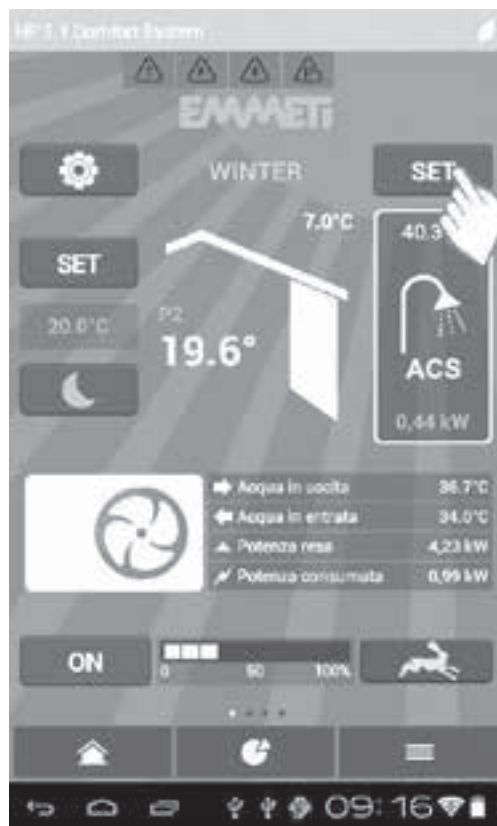 HP 1.1 Comfort System
EMMETI
WINTER
SET
7.0°C
40.3
SET
20.0°C
P2
19.6°
ACS
0,44 kW
Acqua in uscita 36.7°C
Acqua in entrata 34.0°C
Potenza resa 4,23 kW
Potenza consumata 0,99 kW
ON
0 50 100%
09:16